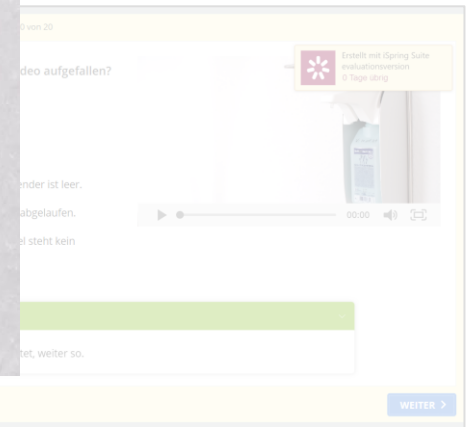 0 von 20
Erstellt mit iSpring Suite
evaluationsversion
0 Tage übrig
deo aufgefallen?
ender ist leer.
abgelaufen.
el steht kein
00:00
tet, weiter so.
WEITER